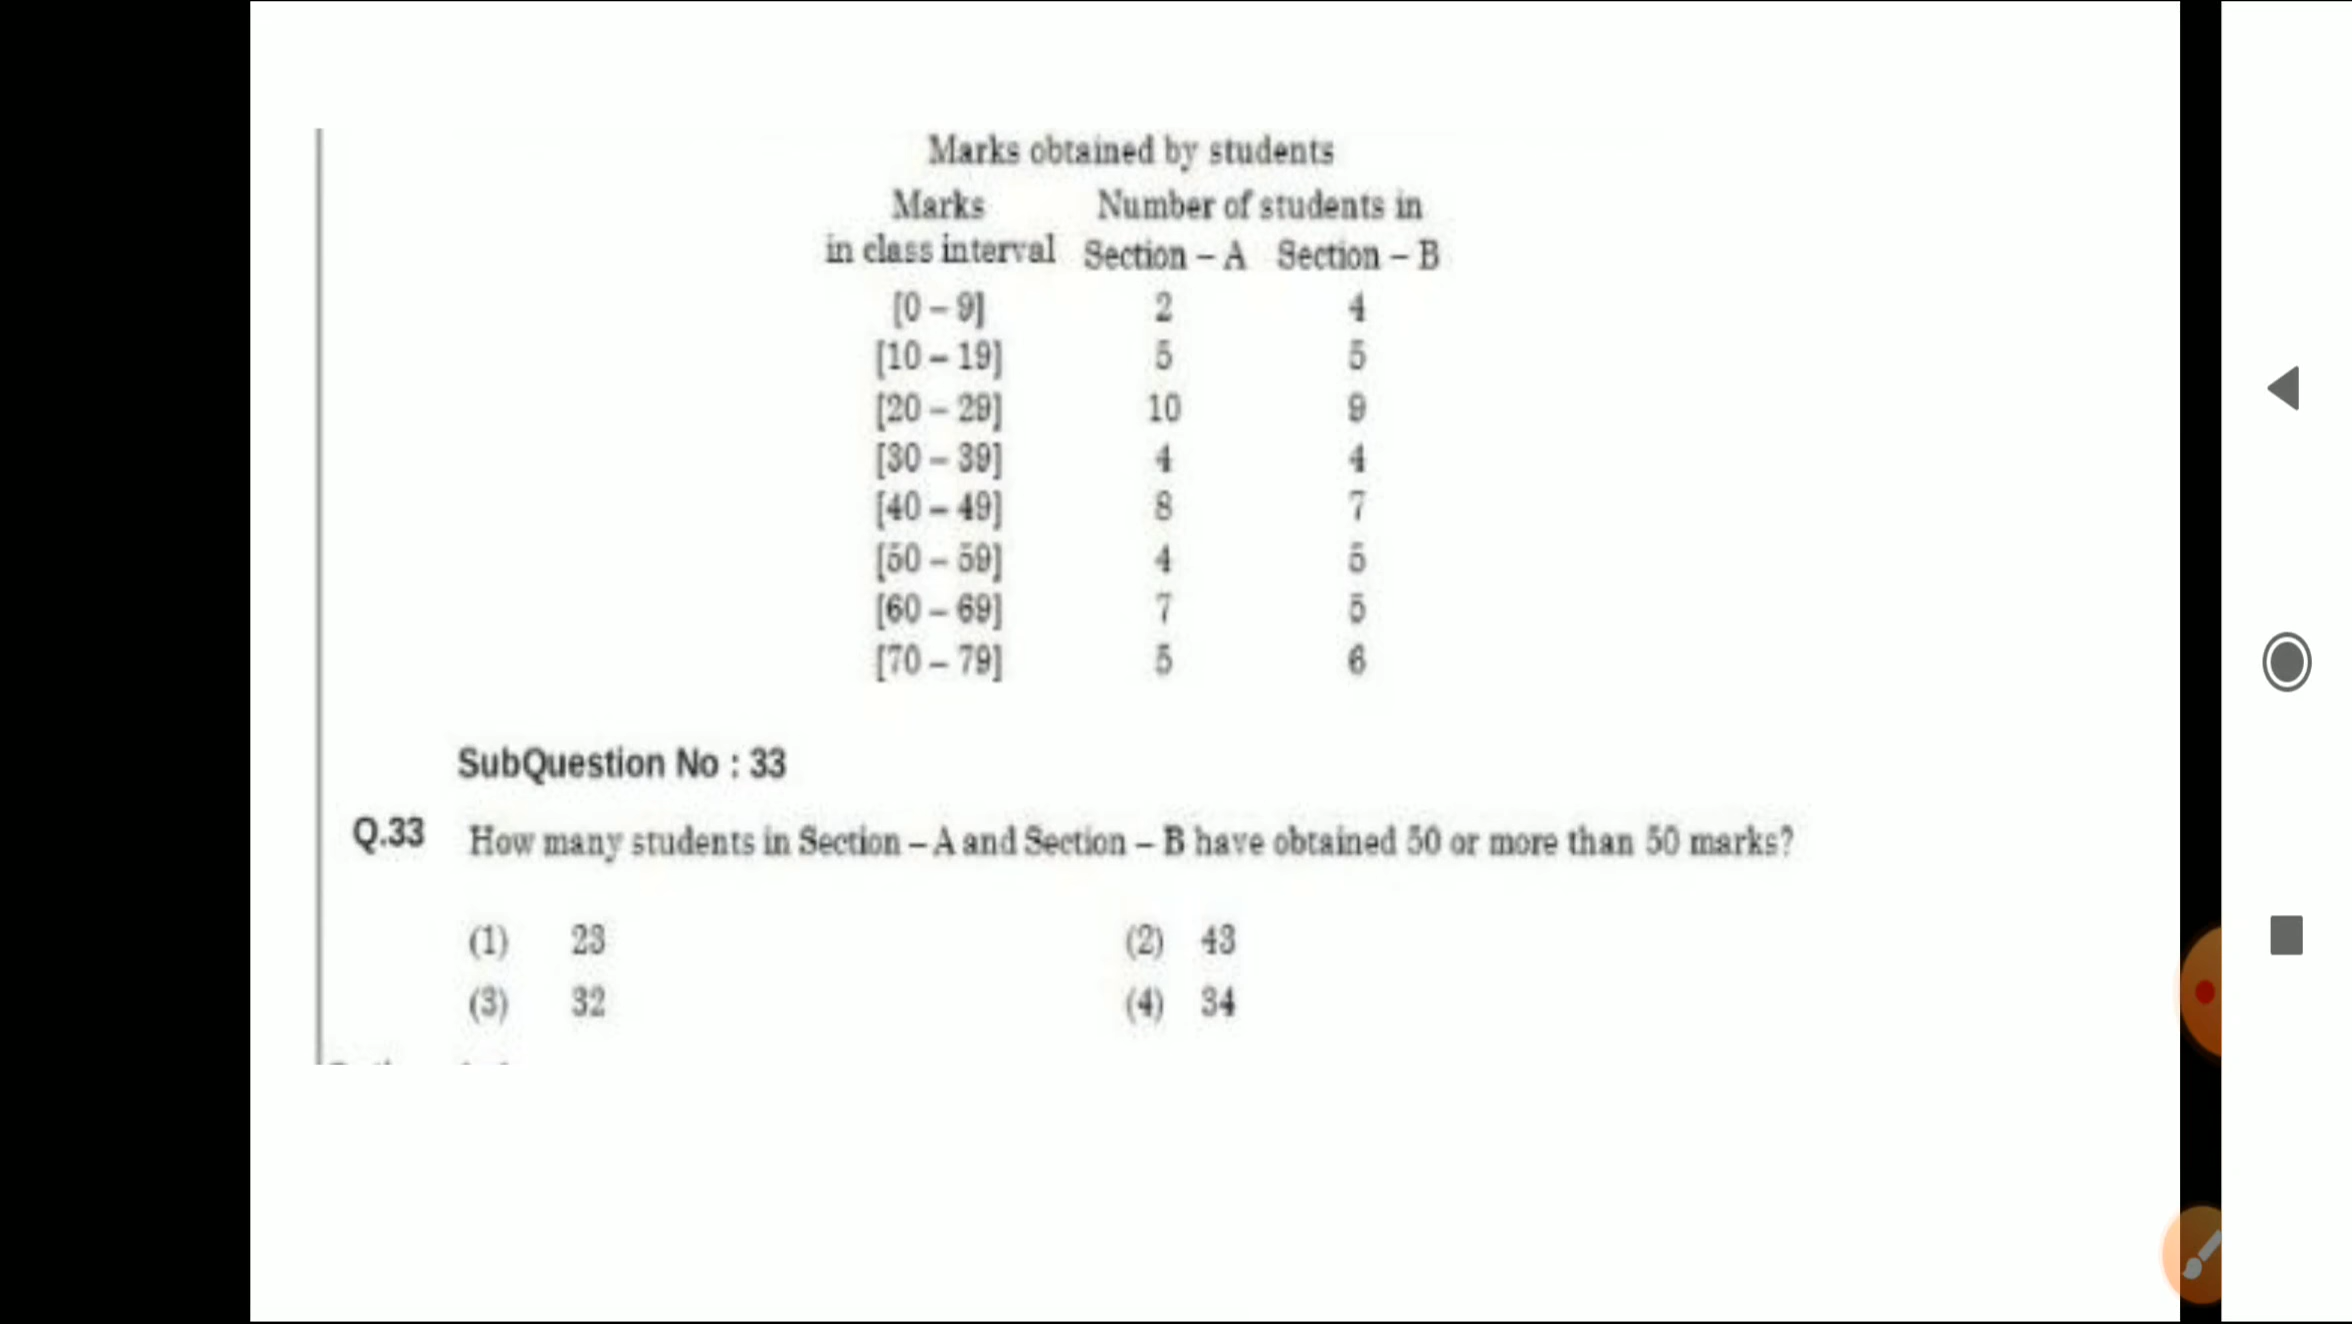 Marks obtained by students
Marks Number of students in
in class interval Section – A Section – B
[0 – 9] 2 4
[10 – 19] 5 5
[20 – 29] 10 9
[30 – 39] 4 4
[40 – 49] 8 7
[50 – 59] 4 5
[60 – 69] 7 5
[70 – 79] 5 6
SubQuestion No : 33
Q.33 How many students in Section – A and Section – B have obtained 50 or more than 50 marks?
(1) 23 (2) 43
(3) 32 (4) 34